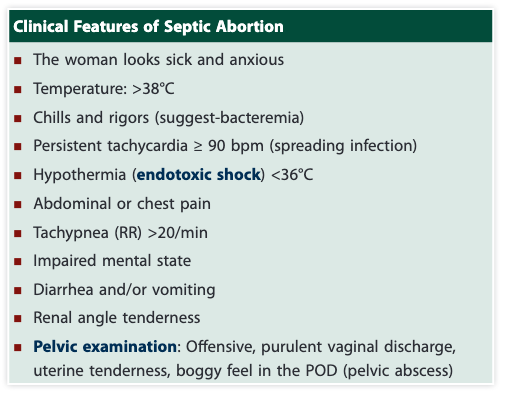 Clinical Features of Septic Abortion
■ The woman looks sick and anxious
■ Temperature: >38°C
■ Chills and rigors (suggest-bacteremia)
■ Persistent tachycardia ≥ 90 bpm (spreading infection)
■ Hypothermia (endotoxic shock) <36°C
■ Abdominal or chest pain
■ Tachypnea (RR) >20/min
■ Impaired mental state
■ Diarrhea and/or vomiting
■ Renal angle tenderness
■ Pelvic examination: Offensive, purulent vaginal discharge,
uterine tenderness, boggy feel in the POD (pelvic abscess)